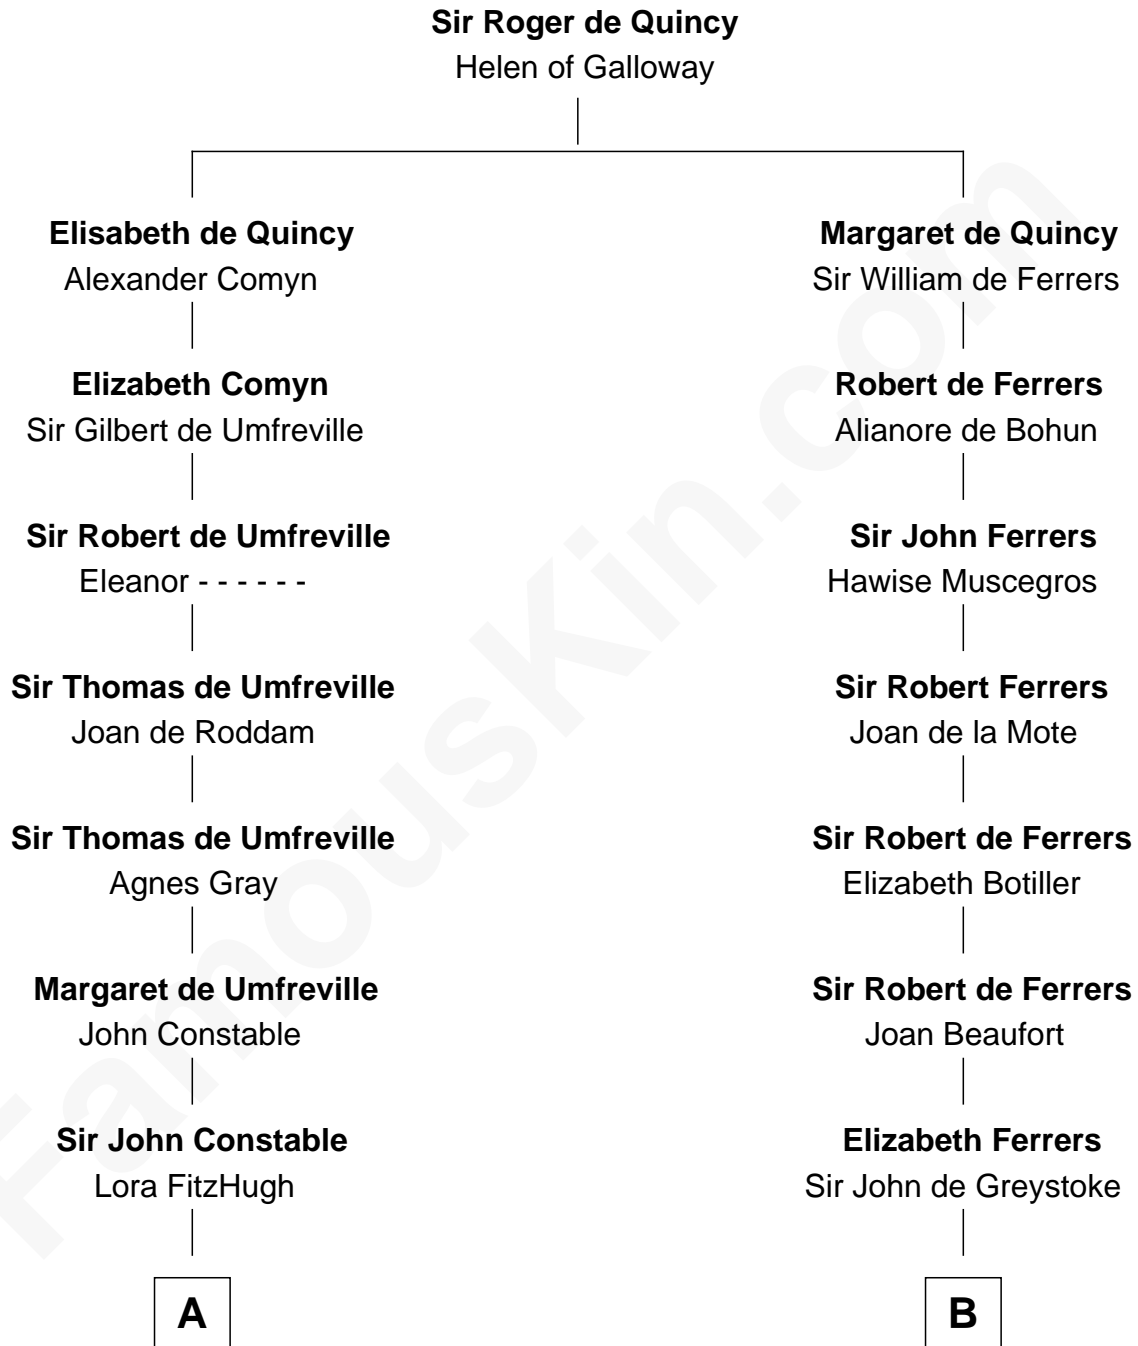 Sir Roger de Quincy
Helen of Galloway
Elisabeth de Quincy
Alexander Comyn
Margaret de Quincy
Sir William de Ferrers
Elizabeth Comyn
Sir Gilbert de Umfreville
Robert de Ferrers
Alianore de Bohun
Sir Robert de Umfreville
Eleanor - - - - - -
Sir John Ferrers
Hawise Muscegros
Sir Thomas de Umfreville
Joan de Roddam
Sir Robert Ferrers
Joan de la Mote
Sir Thomas de Umfreville
Agnes Gray
Sir Robert de Ferrers
Elizabeth Botiller
Margaret de Umfreville
John Constable
Sir Robert de Ferrers
Joan Beaufort
Sir John Constable
Lora FitzHugh
Elizabeth Ferrers
Sir John de Greystoke
A
B
FamousKin.com